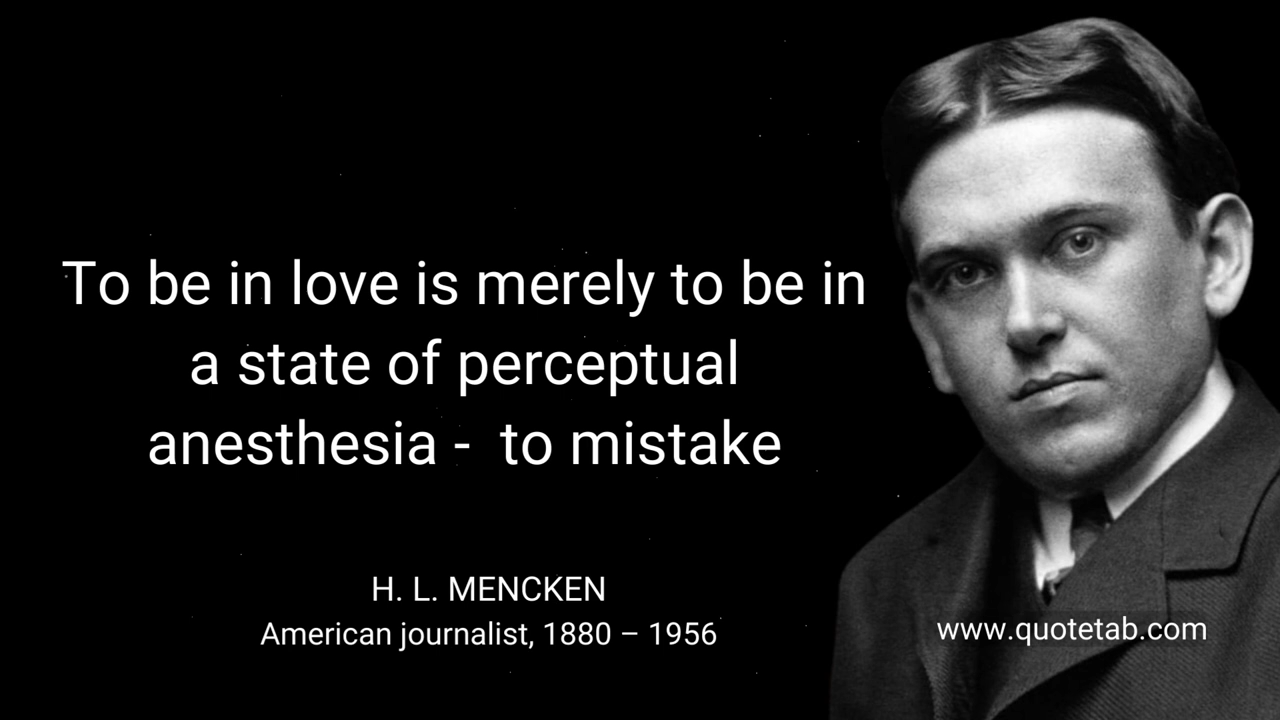 To be in love is merely to be in
a state of perceptual
anesthesia -  to mistake
H. L. MENCKEN
American journalist, 1880 – 1956
www.quotetab.com